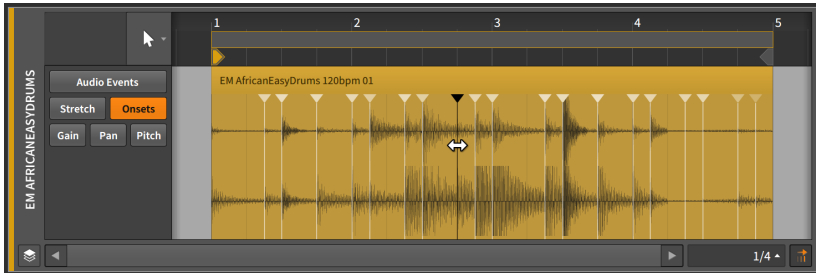 1 2 3 4 5
EM AFRICANEASYDRUMS
Audio Events
EM AfricanEasyDrums 120bpm 01
Stretch Onsets
Gain Pan Pitch
1/4